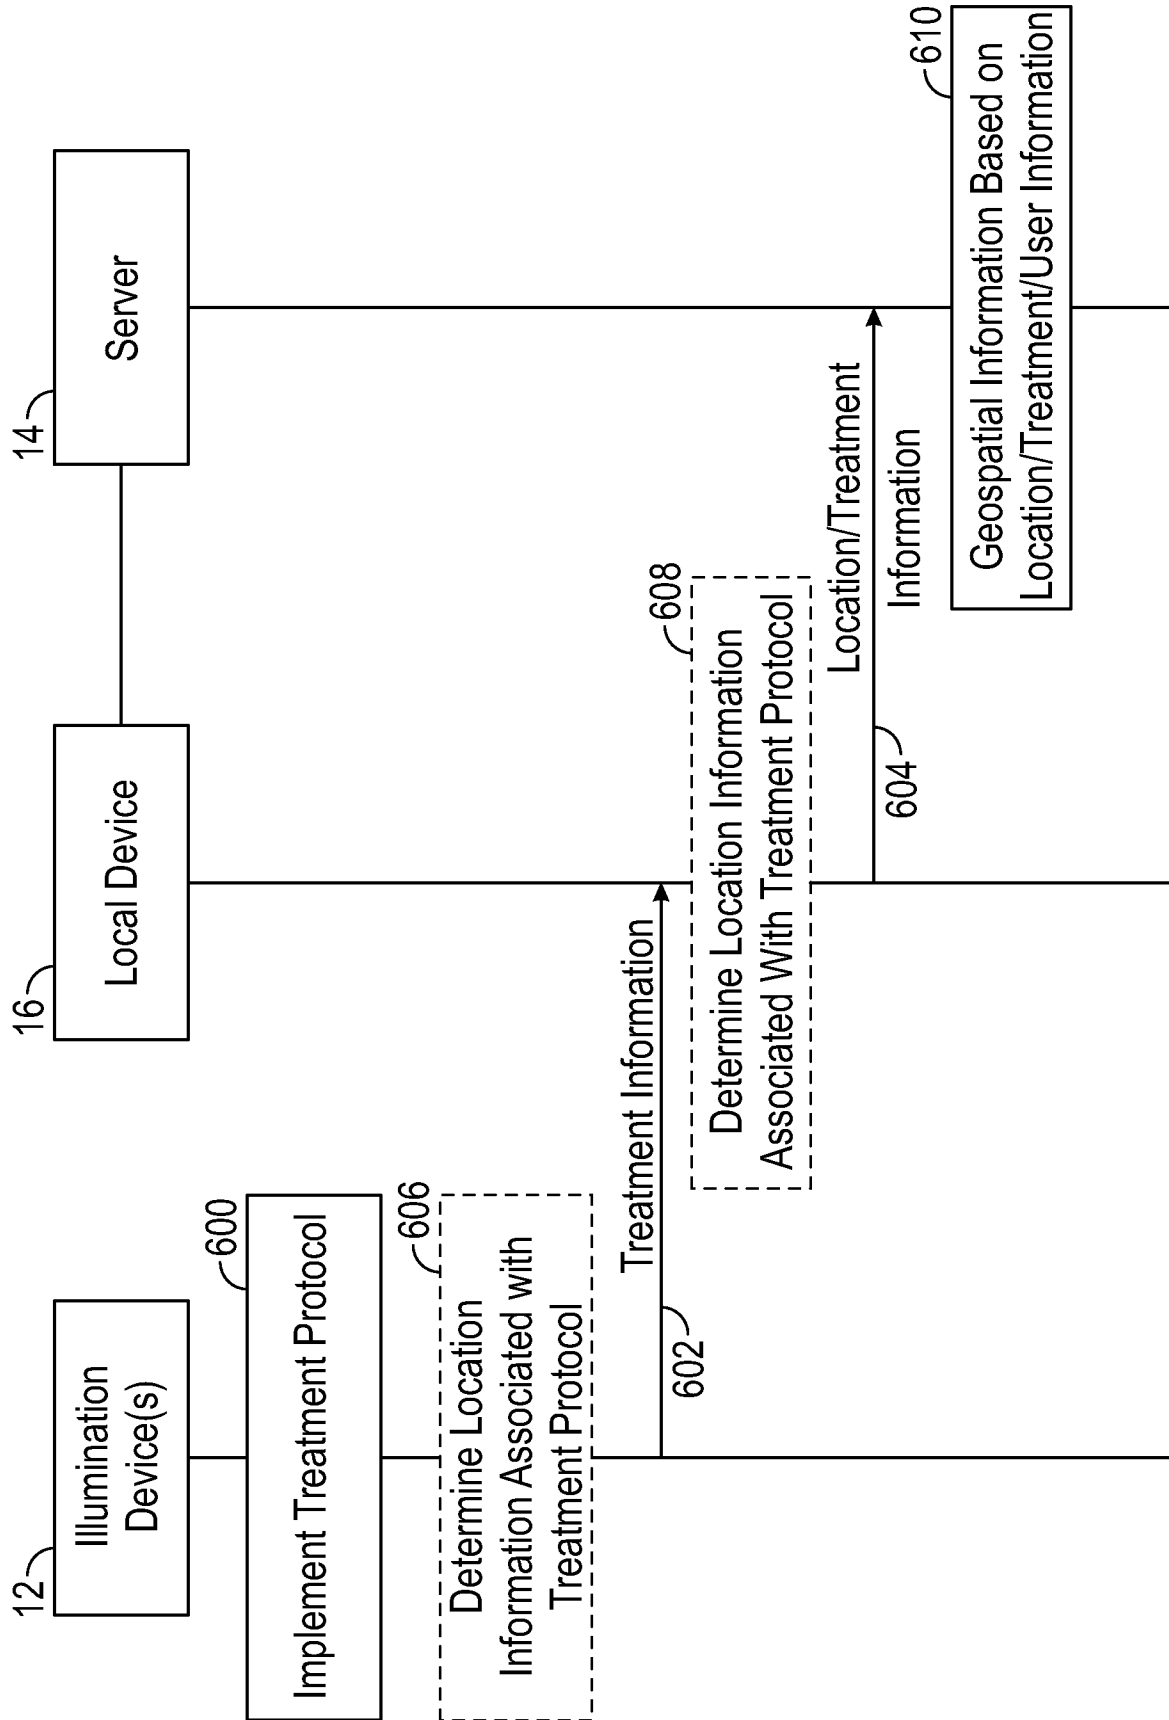 12
Illumination
Device(s)
16
Local Device
14
Server
600
Implement Treatment Protocol
606
Determine Location
Information Associated with
Treatment Protocol
Treatment Information
602
608
Determine Location Information
Associated With Treatment Protocol
Location/Treatment
Information
604
610
Geospatial Information Based on
Location/Treatment/User Information